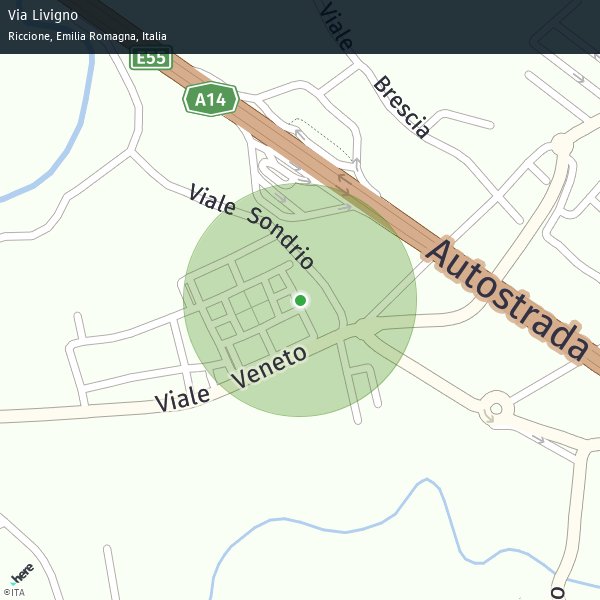 Via Livigno
Riccione, Emilia Romagna, Italia
E55
A14
Viale Brescia
Viale Sondrio
Autostrada
Viale Veneto
here
©ITA
O